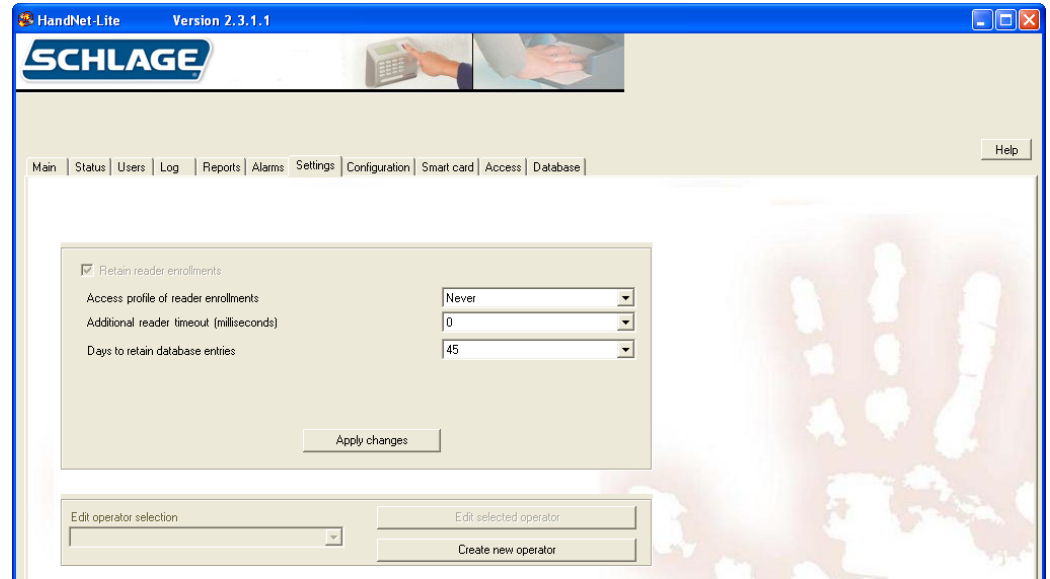 HandNet-Lite Version 2.3.1.1
SCHLAGE
Help
Main Status Users Log Reports Alarms Settings Configuration Smart card Access Database
Retain reader enrollments
Access profile of reader enrollments Never
Additional reader timeout (milliseconds) 0
Days to retain database entries 45
Apply changes
Edit operator selection Edit selected operator
Create new operator